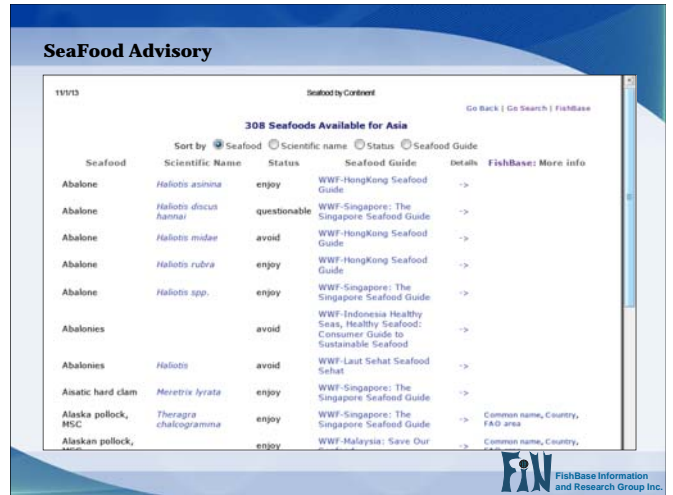 SeaFood Advisory
11/1/13 Seafood by Continent
Go Back | Go Search | FishBase
308 Seafoods Available for Asia
Sort by Seafood Scientific name Status Seafood Guide
Seafood Scientific Name Status Seafood Guide Details FishBase: More info
Abalone Haliotis asinina enjoy WWF-HongKong Seafood Guide ->
Abalone Haliotis discus hannai questionable WWF-Singapore: The Singapore Seafood Guide ->
Abalone Haliotis midae avoid WWF-HongKong Seafood Guide ->
Abalone Haliotis rubra enjoy WWF-HongKong Seafood Guide ->
Abalone Haliotis spp. enjoy WWF-Singapore: The Singapore Seafood Guide ->
Abalonies avoid WWF-Indonesia Healthy Seas, Healthy Seafood: Consumer Guide to Sustainable Seafood ->
Abalonies Haliotis avoid WWF-Laut Sehat Seafood Sehat ->
Aisatic hard clam Meretrix lyrata enjoy WWF-Singapore: The Singapore Seafood Guide ->
Alaska pollock, MSC Theragra chalcogramma enjoy WWF-Singapore: The Singapore Seafood Guide -> Common name, Country, FAO area
Alaskan pollock, enjoy WWF-Malaysia: Save Our -> Common name, Country,
FiN FishBase Information
and Research Group Inc.